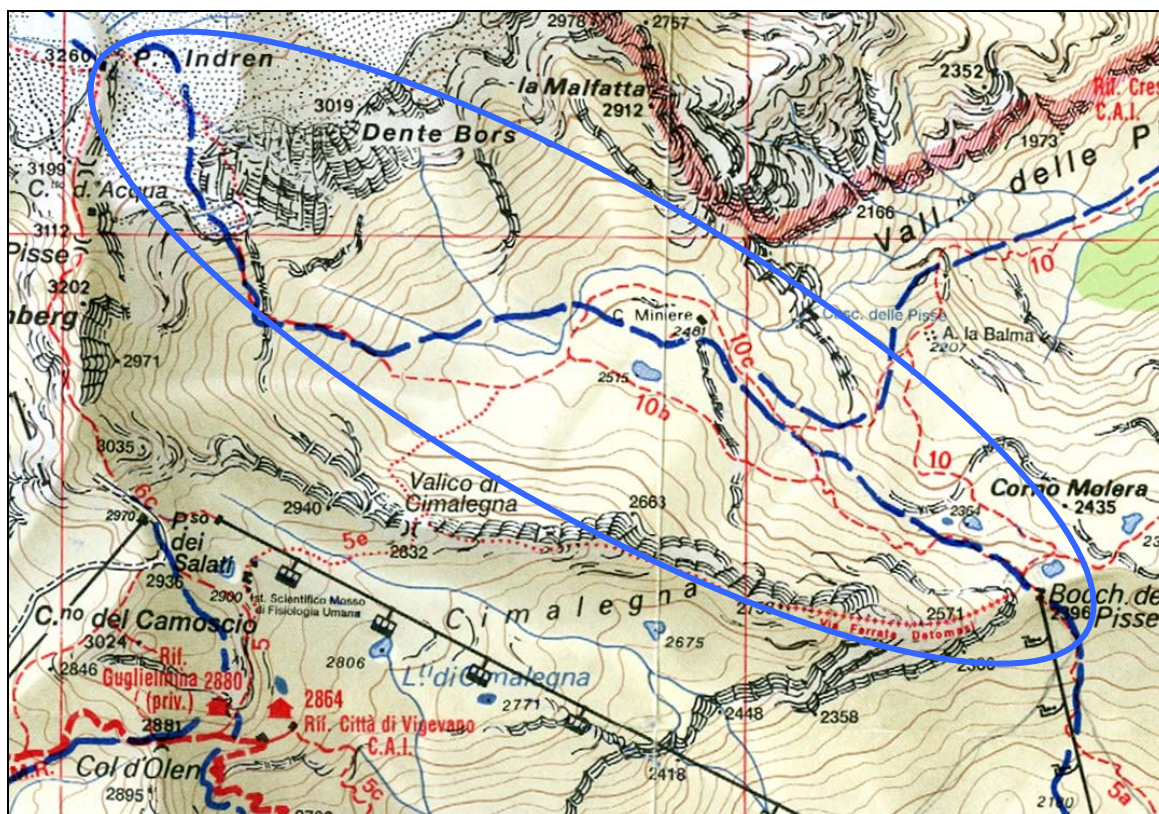 2978
2757
3260
P. Indren
la Malfatta
2912
2352
Rif. Cres
C.A.I.
3019
Dente Bors
1973
3199
C.llo d. Acqua
2166
Vall.no delle P
3112
Pisse
10
3202
nberg
C. Miniere
2481
Casc. delle Pisse
A. la Balma
2207
10c
2971
2515
10b
10
3035
Valico di
Cimalegna
Corno Molera
2435
2364
6c
2940
2663
2970
P.so
dei
Salati
5e
2832
2936
2900
Ist. Scientifico Mosso
di Fisiologia Umana
Cimalegna
2571
Bocch. de
2396
Pisse
Via Ferrata Detomasi
C.no del Camoscio
3024
5
2675
2846
Rif.
Guglielmina 2880
(priv.)
2806
L.ti di Cimalegna
2864
2771
2881
Rif. Città di Vigevano
C.A.I.
2448
2358
M.R.
Col d'Olen
5c
2418
2895
2180
5a